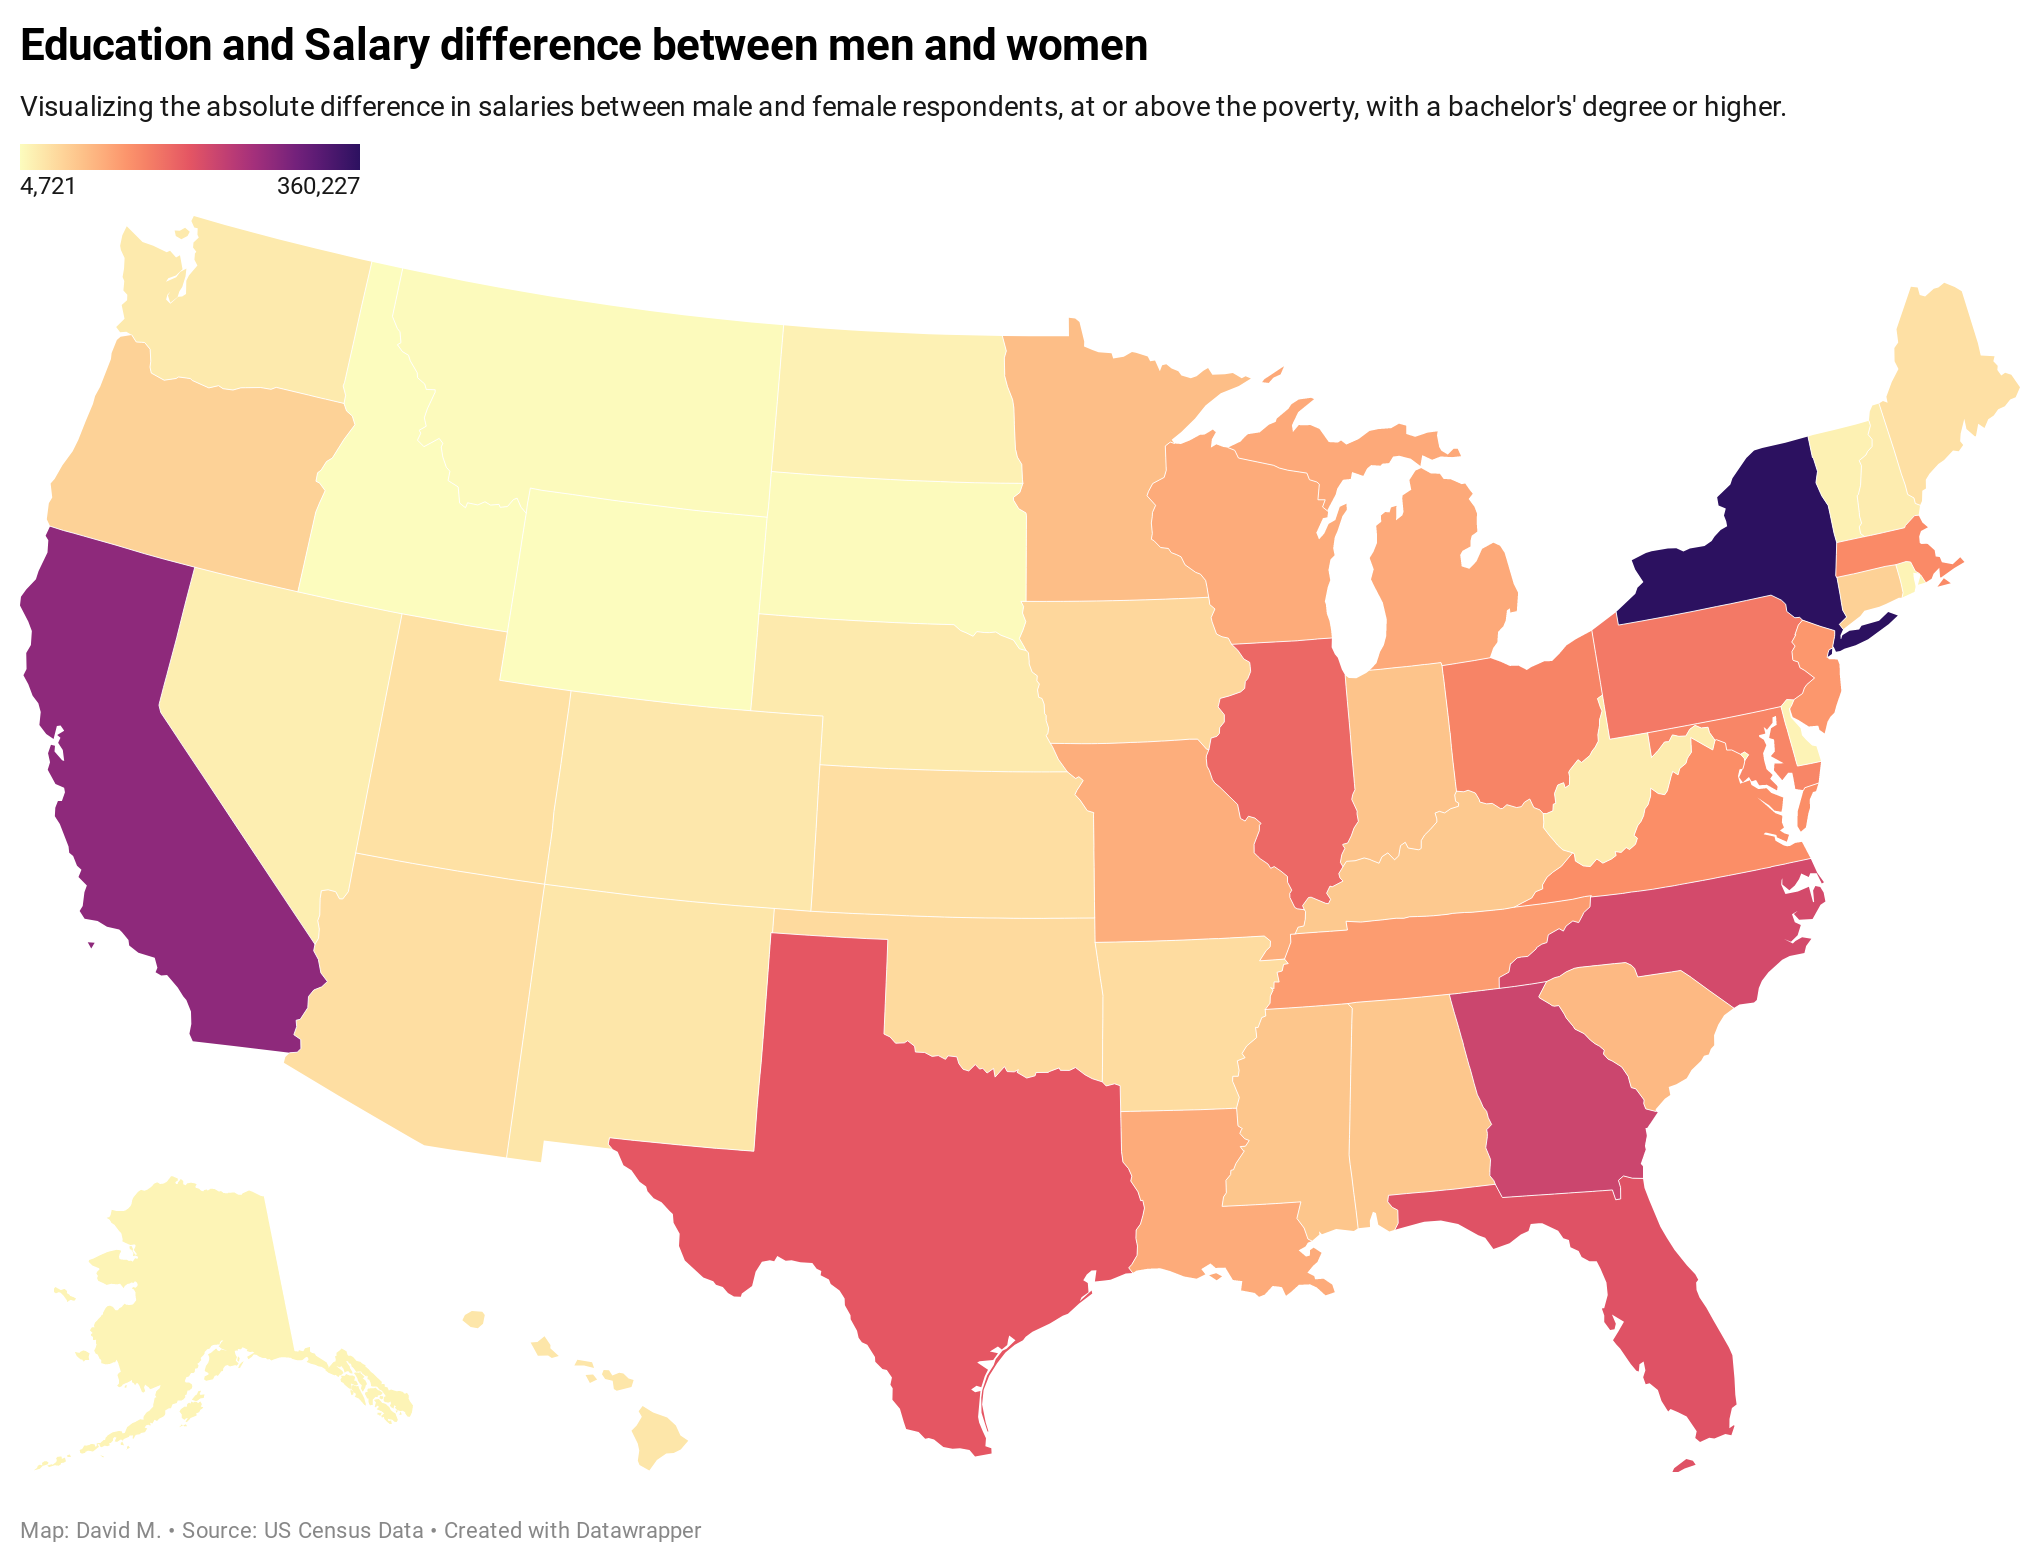 Education and Salary difference between men and women
Visualizing the absolute difference in salaries between male and female respondents, at or above the poverty, with a bachelor's' degree or higher.
4,721 360,227
Map: David M. • Source: US Census Data • Created with Datawrapper